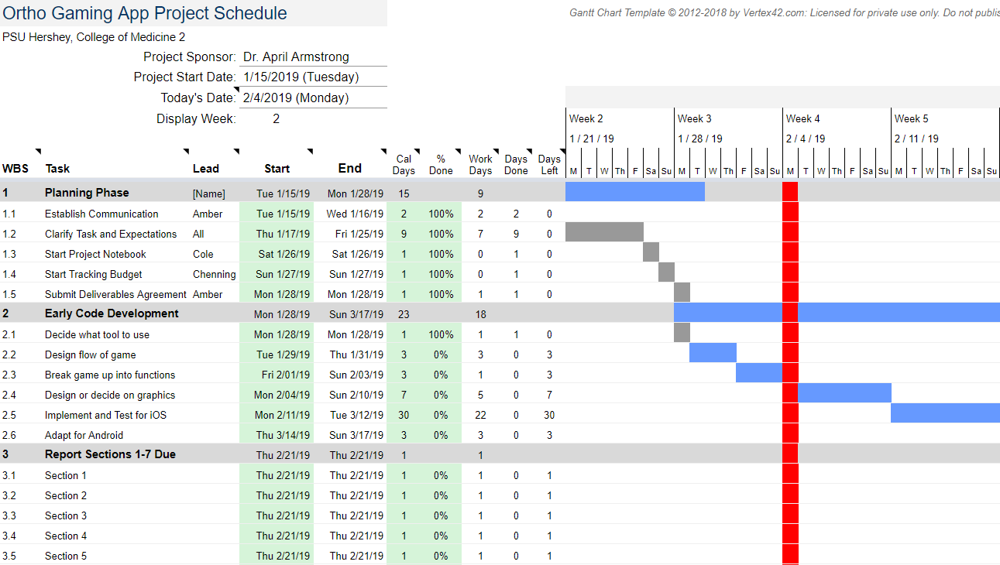 Ortho Gaming App Project Schedule
Gantt Chart Template © 2012-2018 by Vertex42.com: Licensed for private use only. Do not publis
PSU Hershey, College of Medicine 2
Project Sponsor: Dr. April Armstrong
Project Start Date: 1/15/2019 (Tuesday)
Today's Date: 2/4/2019 (Monday)
Display Week: 2
Week 2 Week 3 Week 4 Week 5
1 / 21 / 19 1 / 28 / 19 2 / 4 / 19 2 / 11 / 19
WBS Task Lead Start End Cal Days % Done Work Days Days Done Days Left M T W Th F Sa Su M T W Th F Sa Su M T W Th F Sa Su M T W Th F Sa Su
1 Planning Phase [Name] Tue 1/15/19 Mon 1/28/19 15 9
1.1 Establish Communication Amber Tue 1/15/19 Wed 1/16/19 2 100% 2 2 0
1.2 Clarify Task and Expectations All Thu 1/17/19 Fri 1/25/19 9 100% 7 9 0
1.3 Start Project Notebook Cole Sat 1/26/19 Sat 1/26/19 1 100% 0 1 0
1.4 Start Tracking Budget Chenning Sun 1/27/19 Sun 1/27/19 1 100% 0 1 0
1.5 Submit Deliverables Agreement Amber Mon 1/28/19 Mon 1/28/19 1 100% 1 1 0
2 Early Code Development Mon 1/28/19 Sun 3/17/19 23 18
2.1 Decide what tool to use Mon 1/28/19 Mon 1/28/19 1 100% 1 1 0
2.2 Design flow of game Tue 1/29/19 Thu 1/31/19 3 0% 3 0 3
2.3 Break game up into functions Fri 2/01/19 Sun 2/03/19 3 0% 1 0 3
2.4 Design or decide on graphics Mon 2/04/19 Sun 2/10/19 7 0% 5 0 7
2.5 Implement and Test for iOS Mon 2/11/19 Tue 3/12/19 30 0% 22 0 30
2.6 Adapt for Android Thu 3/14/19 Sun 3/17/19 3 0% 3 0 3
3 Report Sections 1-7 Due Thu 2/21/19 Thu 2/21/19 1 1
3.1 Section 1 Thu 2/21/19 Thu 2/21/19 1 0% 1 0 1
3.2 Section 2 Thu 2/21/19 Thu 2/21/19 1 0% 1 0 1
3.3 Section 3 Thu 2/21/19 Thu 2/21/19 1 0% 1 0 1
3.4 Section 4 Thu 2/21/19 Thu 2/21/19 1 0% 1 0 1
3.5 Section 5 Thu 2/21/19 Thu 2/21/19 1 0% 1 0 1